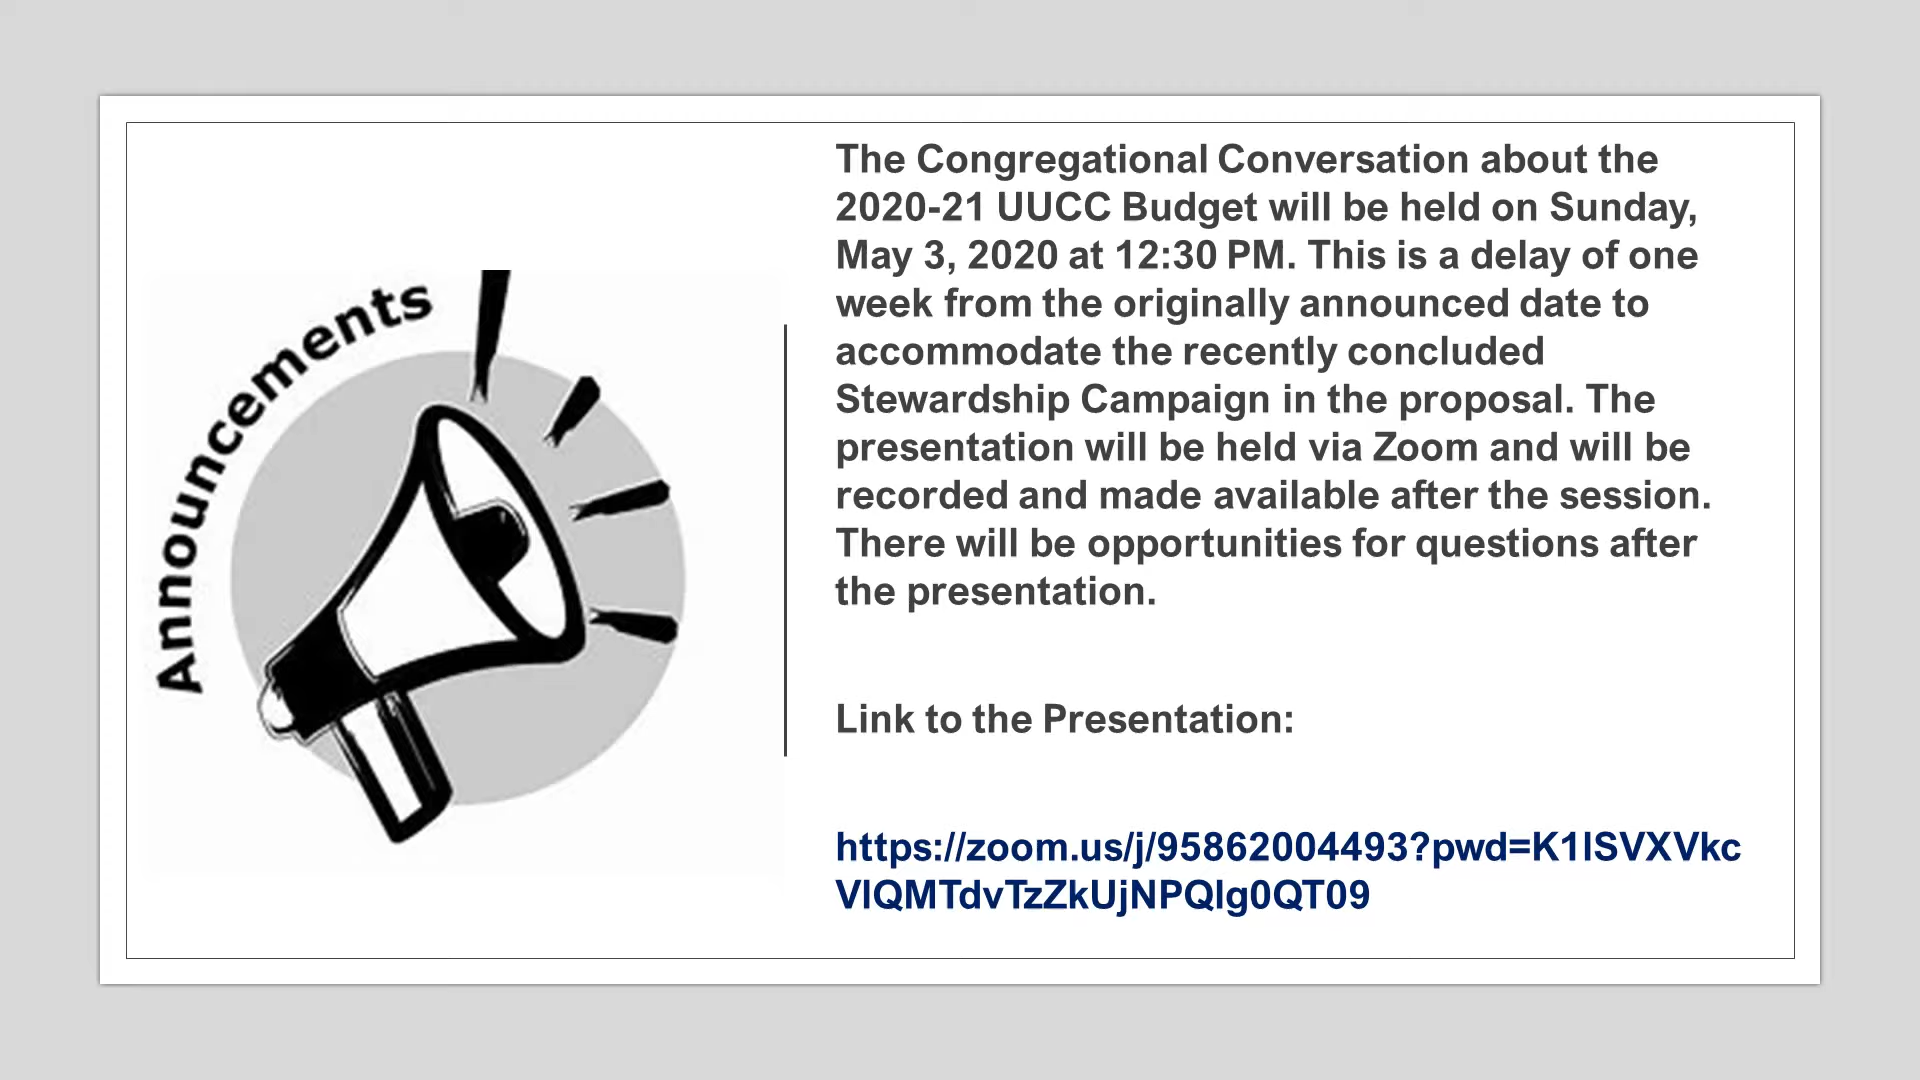 Announcements
The Congregational Conversation about the
2020-21 UUCC Budget will be held on Sunday,
May 3, 2020 at 12:30 PM. This is a delay of one
week from the originally announced date to
accommodate the recently concluded
Stewardship Campaign in the proposal. The
presentation will be held via Zoom and will be
recorded and made available after the session.
There will be opportunities for questions after
the presentation.
Link to the Presentation:
https://zoom.us/j/95862004493?pwd=K1lSVXVkc
VlQMTdvTzZkUjNPQlg0QT09